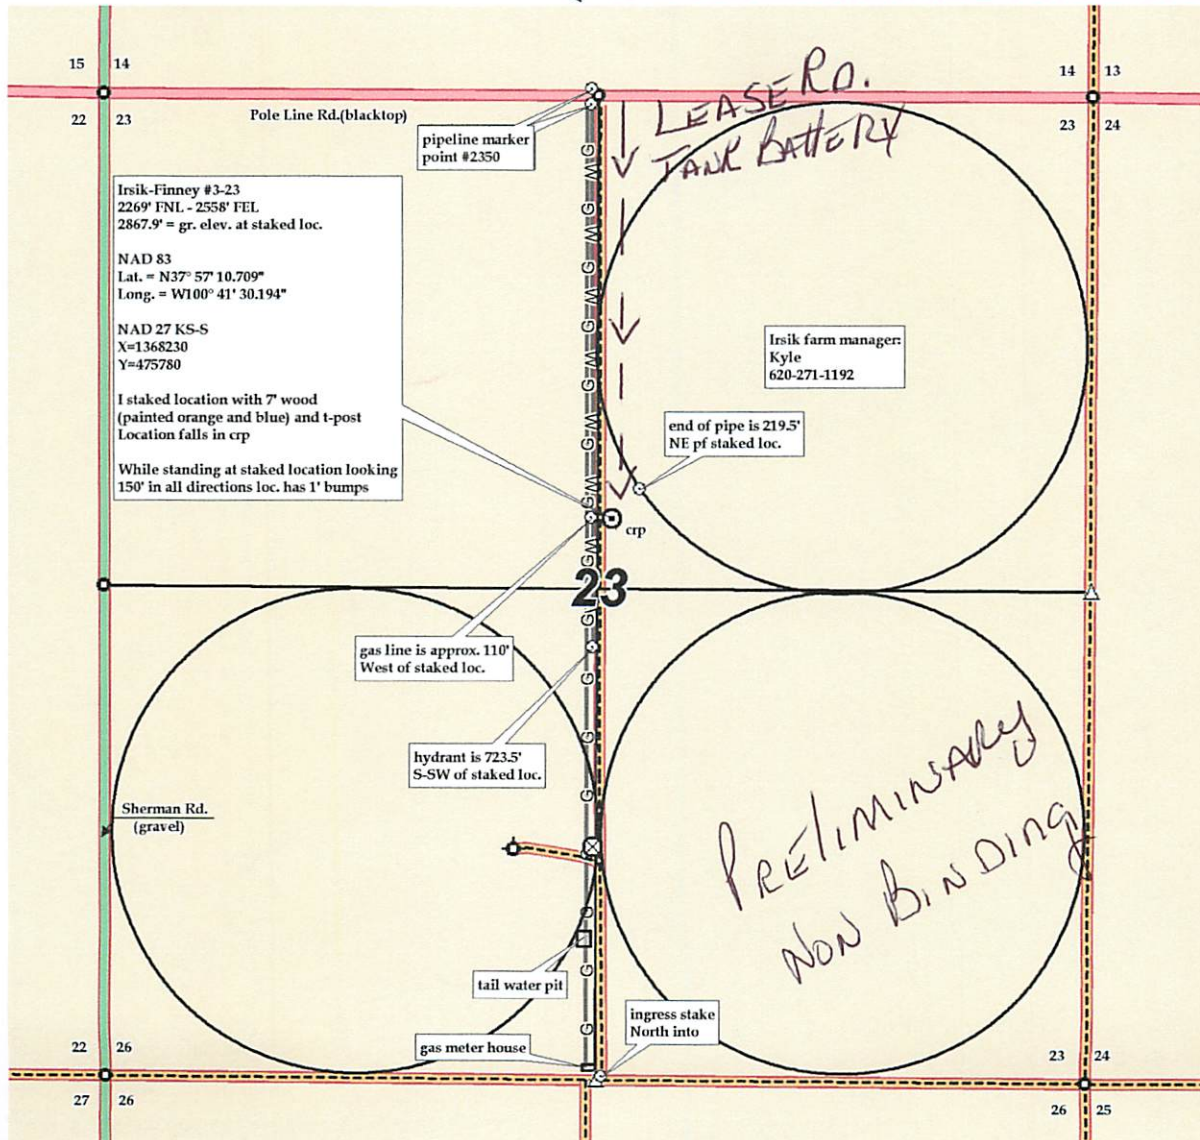 15 14
22 23
14 13
23 24
Pole Line Rd.(blacktop)
pipeline marker
point #2350
LEASE RD.
TANK BATTERY
Irsik-Finney #3-23
2269' FNL - 2558' FEL
2867.9' = gr. elev. at staked loc.
NAD 83
Lat. = N37° 57' 10.709"
Long. = W100° 41' 30.194"
NAD 27 KS-S
X=1368230
Y=475780
I staked location with 7' wood
(painted orange and blue) and t-post
Location falls in crp
While standing at staked location looking
150' in all directions loc. has 1' bumps
Irsik farm manager:
Kyle
620-271-1192
end of pipe is 219.5'
NE pf staked loc.
crp
23
gas line is approx. 110'
West of staked loc.
hydrant is 723.5'
S-SW of staked loc.
Sherman Rd.
(gravel)
PRELIMINARY
NON BINDING
tail water pit
gas meter house
ingress stake
North into
22 26
27 26
23 24
26 25